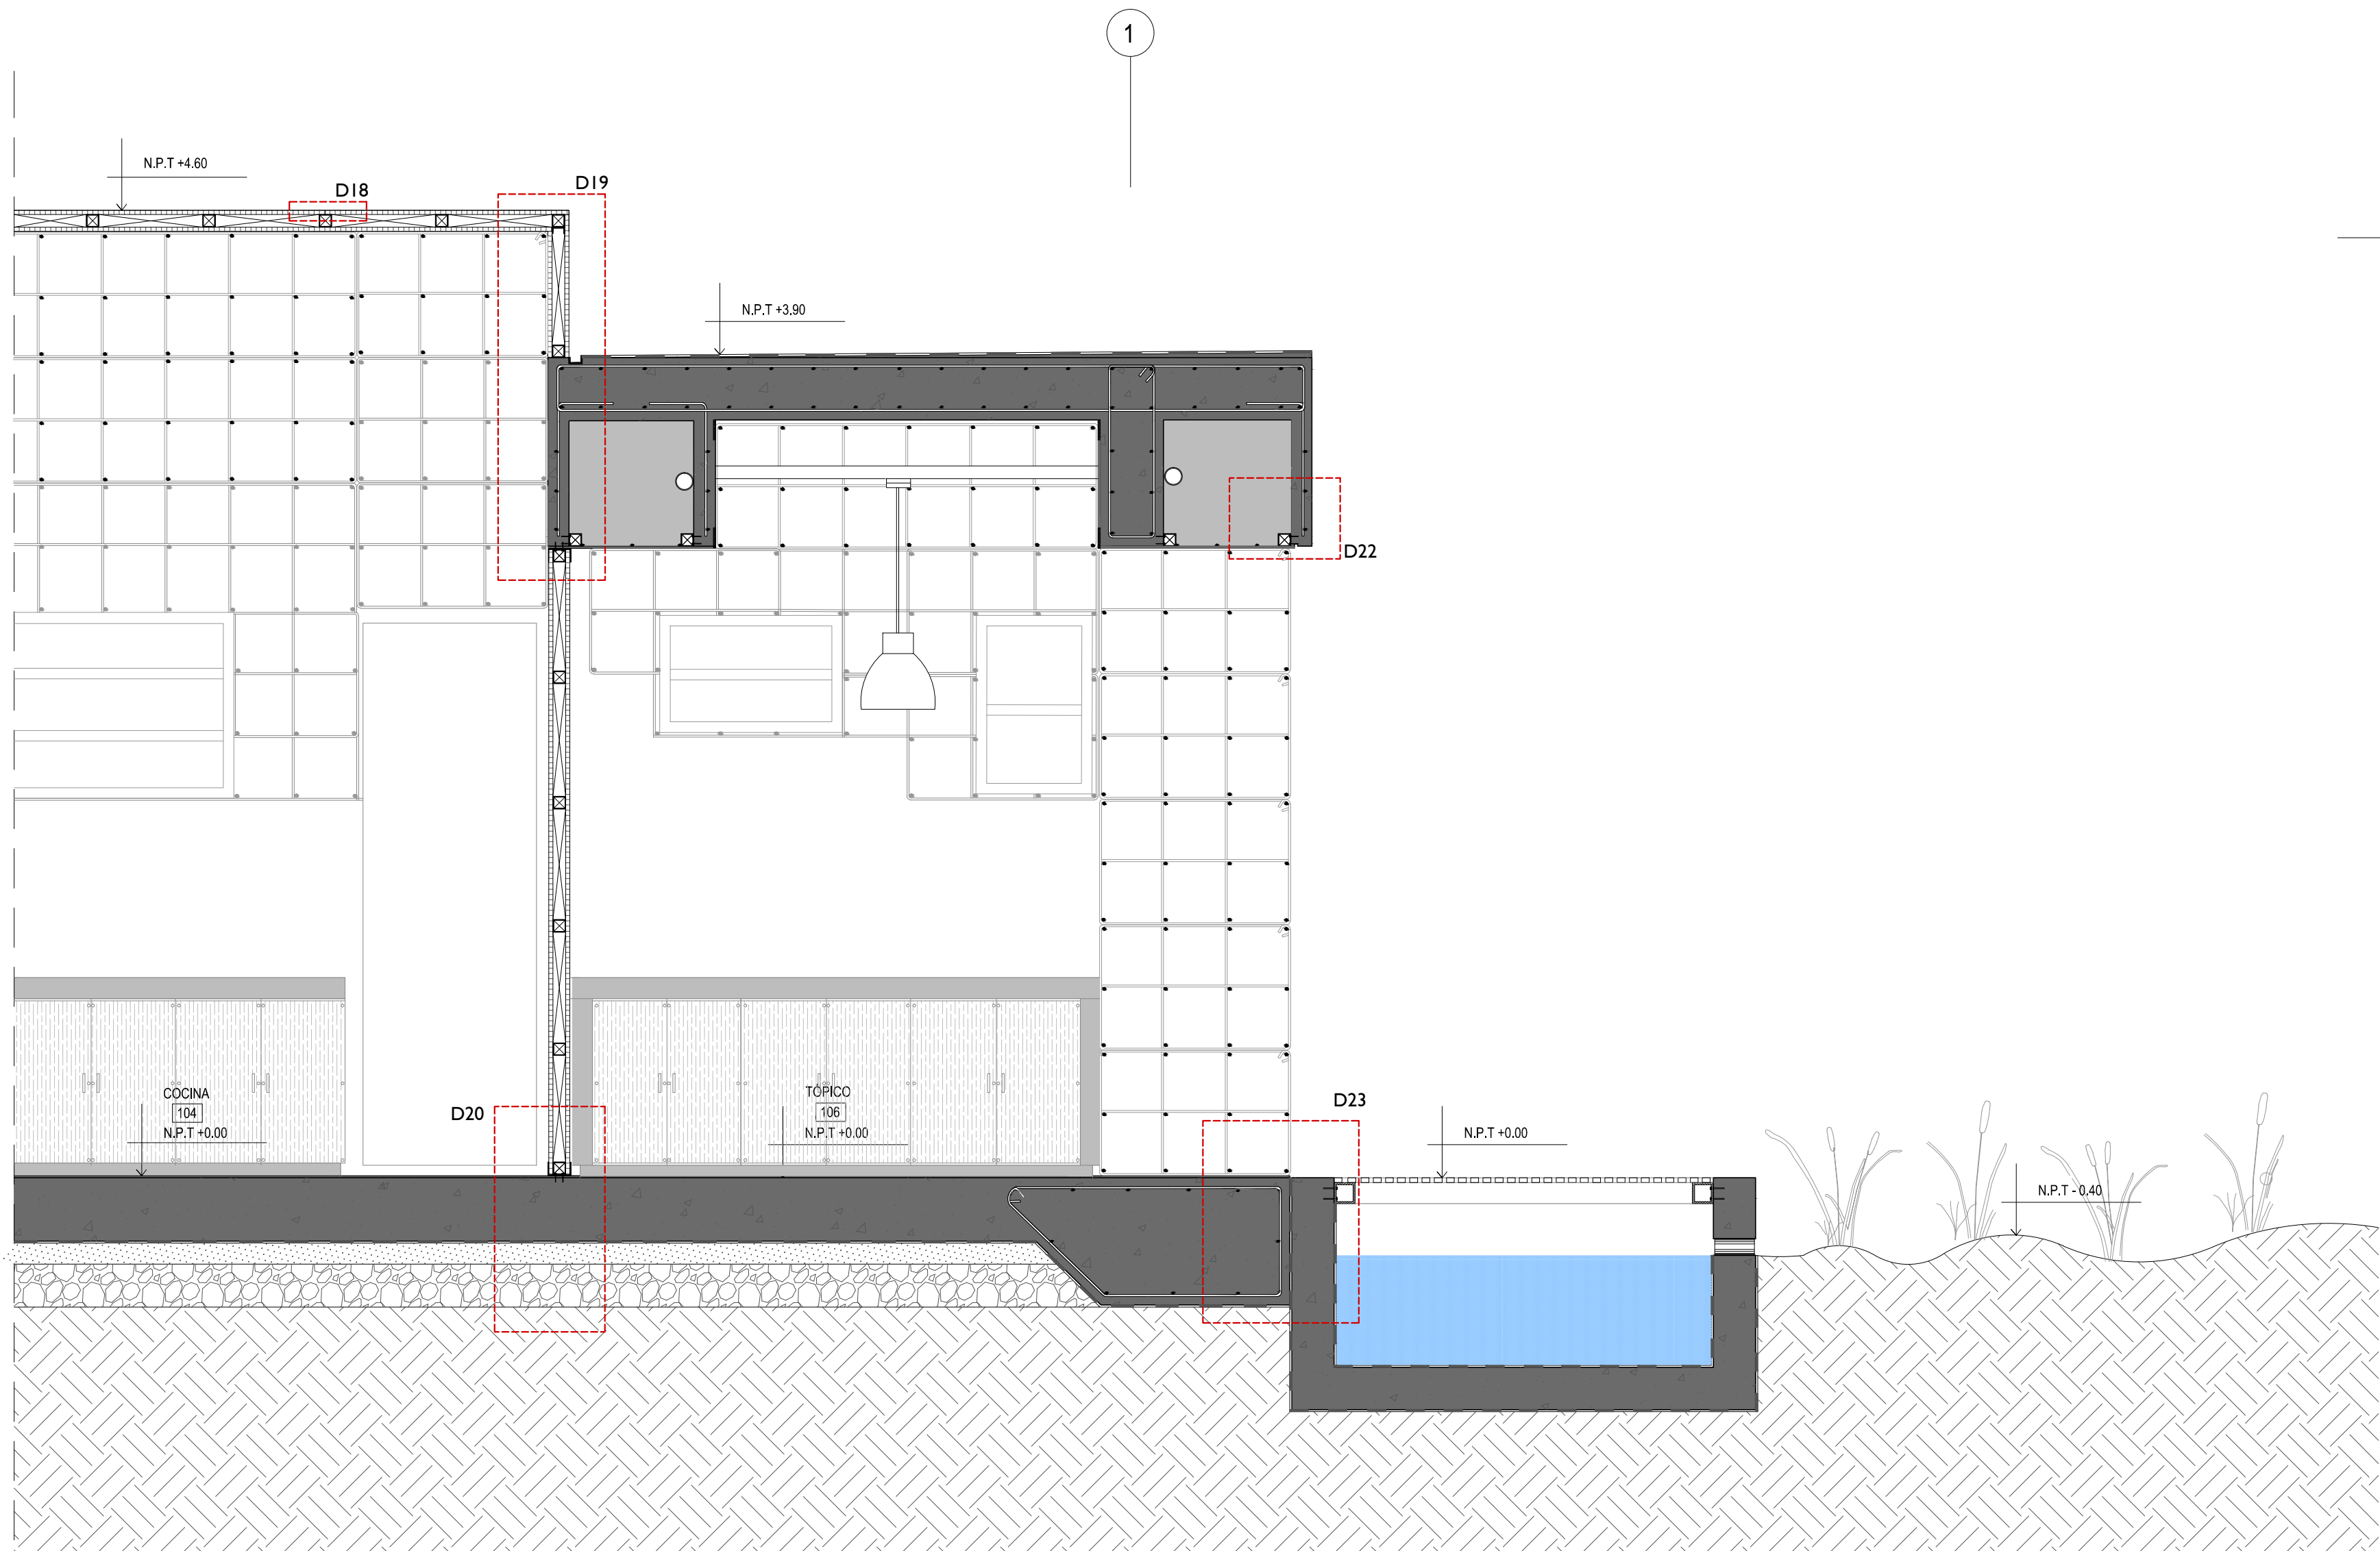 1
N.P.T +4.60
D18
D19
N.P.T +3.90
D22
D20
D23
COCINA
104
N.P.T +0.00
TÓPICO
106
N.P.T +0.00
N.P.T +0.00
N.P.T - 0.40